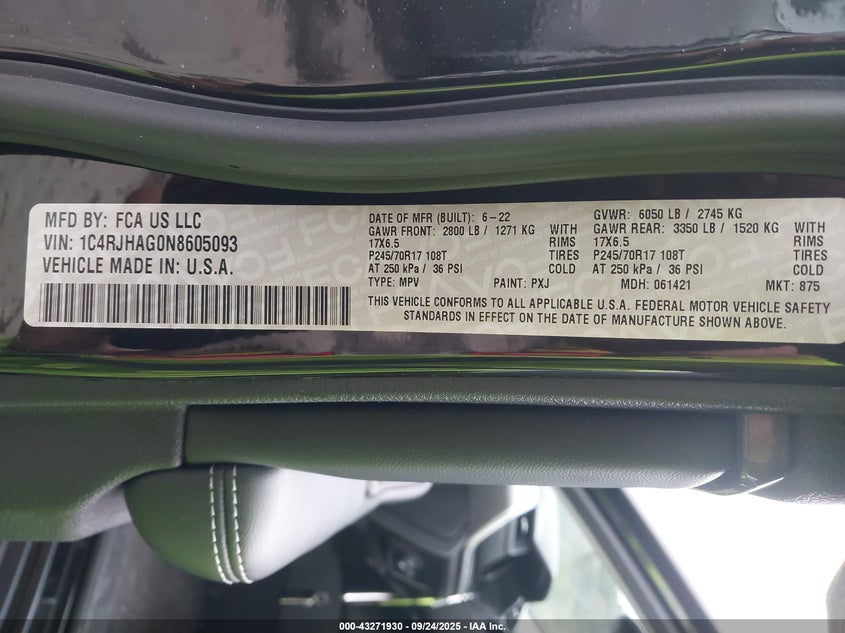 MFD BY: FCA US LLC
VIN: 1C4RJHAG0N8605093
VEHICLE MADE IN: U.S.A.
DATE OF MFR (BUILT): 6-22 GVWR: 6050 LB / 2745 KG
GAWR FRONT: 2800 LB / 1271 KG WITH GAWR REAR: 3350 LB / 1520 KG WITH
17X6.5 RIMS 17X6.5 RIMS
P245/70R17 108T TIRES P245/70R17 108T TIRES
AT 250 kPa / 36 PSI COLD AT 250 kPa / 36 PSI COLD
TYPE: MPV PAINT: PXJ MDH: 061421 MKT: 875
THIS VEHICLE CONFORMS TO ALL APPLICABLE U.S.A. FEDERAL MOTOR VEHICLE SAFETY
STANDARDS IN EFFECT ON THE DATE OF MANUFACTURE SHOWN ABOVE.
000-43271930 - 09/24/2025 - IAA Inc.